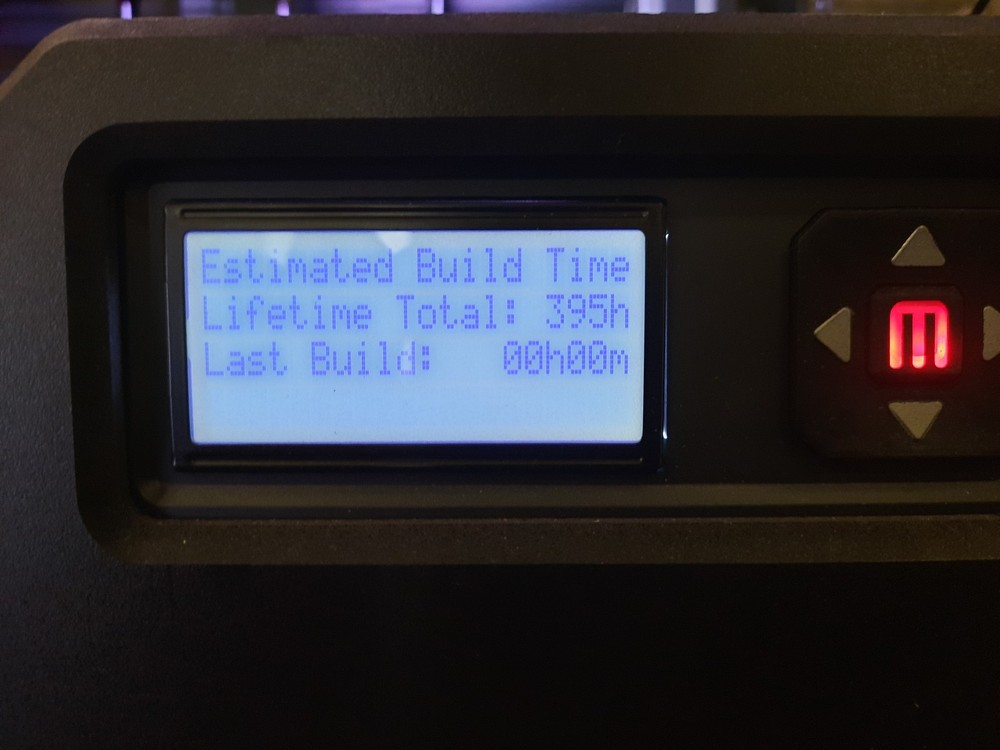 Estimated Build Time
Lifetime Total: 395h
Last Build: 00h00m